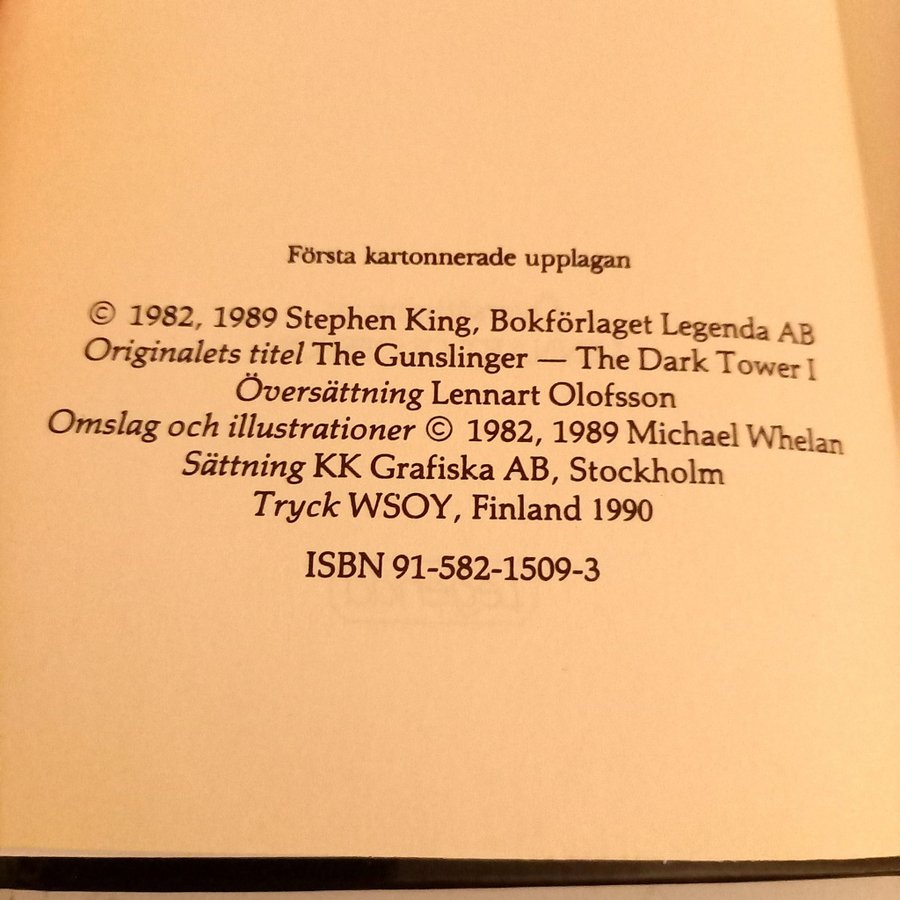 Första kartonnerade upplagan
© 1982, 1989 Stephen King, Bokförlaget Legenda AB
Originalets titel The Gunslinger — The Dark Tower I
Översättning Lennart Olofsson
Omslag och illustrationer © 1982, 1989 Michael Whelan
Sättning KK Grafiska AB, Stockholm
Tryck WSOY, Finland 1990
ISBN 91-582-1509-3